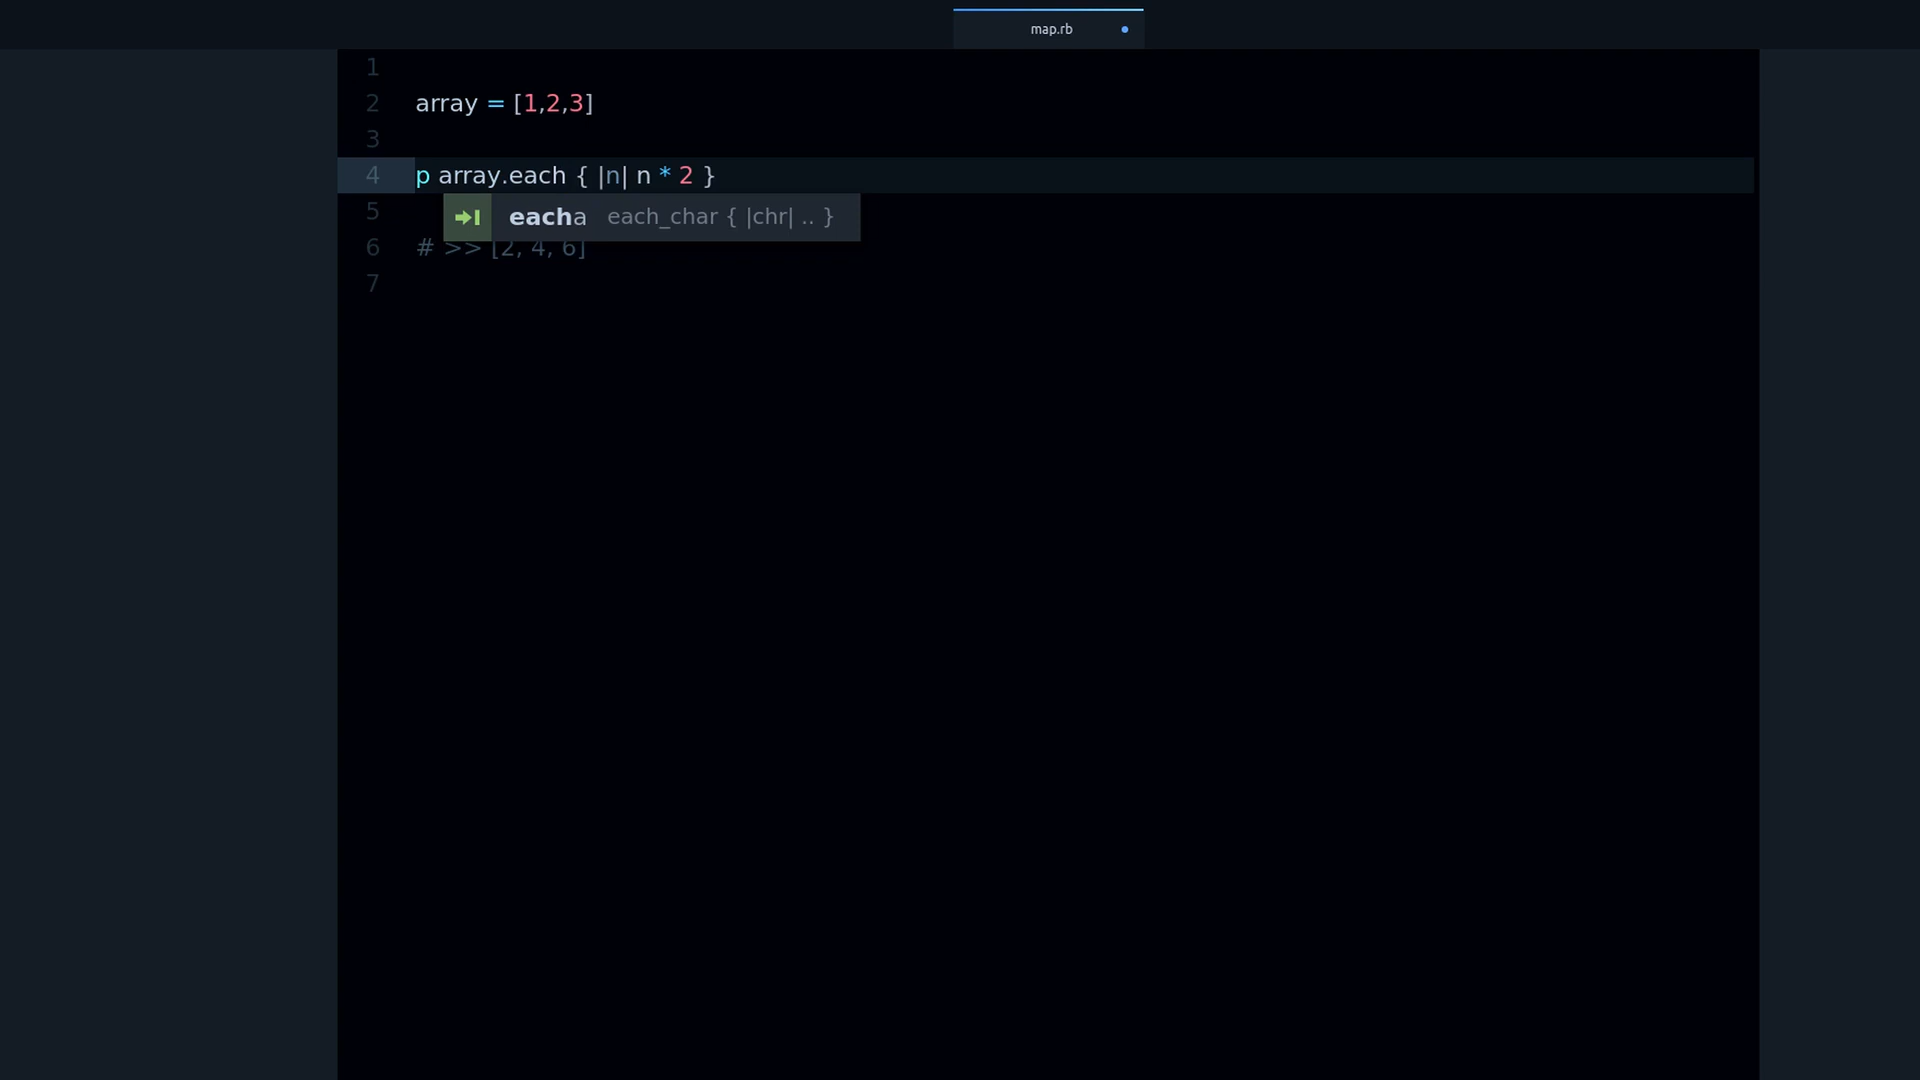 map.rb
1
2 array = [1,2,3]
3
4 p array.each { |n| n * 2 }
5 eacha each_char { |chr| .. }
6 # >> [2, 4, 6]
7